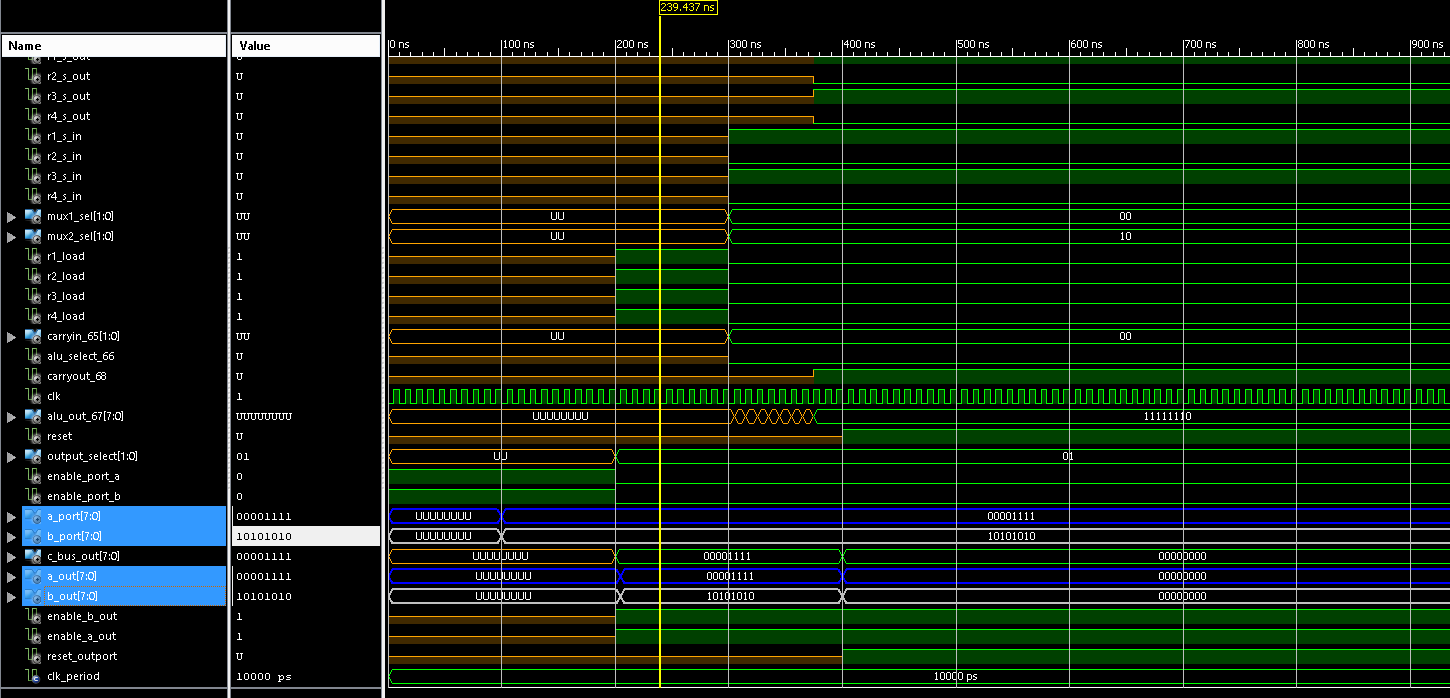 239.437 ns
Name Value 0 ns 100 ns 200 ns 300 ns 400 ns 500 ns 600 ns 700 ns 800 ns 900 ns
r1_s_out U
r2_s_out U
r3_s_out U
r4_s_out U
r1_s_in U
r2_s_in U
r3_s_in U
r4_s_in U
mux1_sel[1:0] UU UU 00
mux2_sel[1:0] UU UU 10
r1_load 1
r2_load 1
r3_load 1
r4_load 1
carryin_65[1:0] UU UU 00
alu_select_66 U
carryout_68 U
clk 1
alu_out_67[7:0] UUUUUUUU UUUUUUUU 11111110
reset U
output_select[1:0] 01 UU 01
enable_port_a 0
enable_port_b 0
a_port[7:0] 00001111 UUUUUUUU 00001111
b_port[7:0] 10101010 UUUUUUUU 10101010
c_bus_out[7:0] 00001111 UUUUUUUU 00001111 00000000
a_out[7:0] 00001111 UUUUUUUU 00001111 00000000
b_out[7:0] 10101010 UUUUUUUU 10101010 00000000
enable_b_out 1
enable_a_out 1
reset_outport U
clk_period 10000 ps 10000 ps